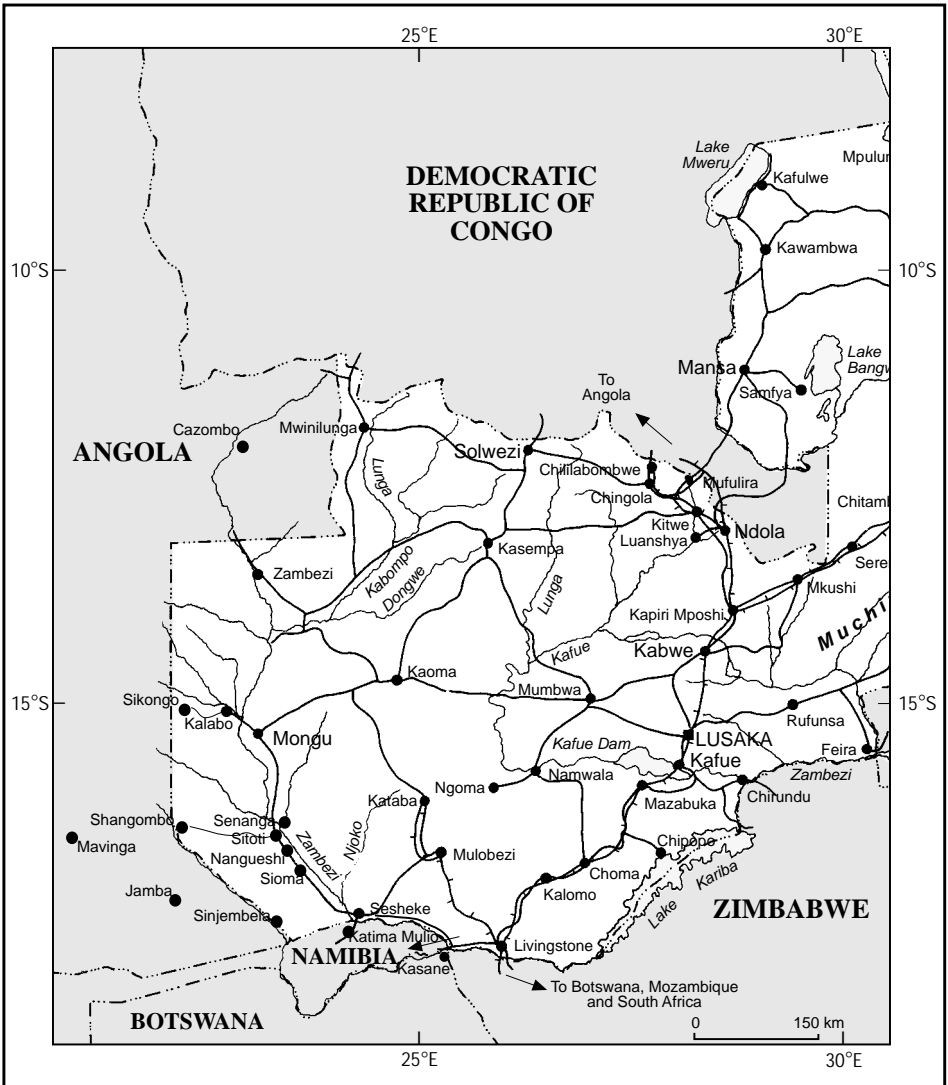 25°E 30°E
Lake
Mweru
Mpulun
Kafulwe
DEMOCRATIC
REPUBLIC OF
CONGO
Kawambwa
10°S 10°S
Mansa
Lake
Bangw
Samfya
To
Angola
Cazombo
ANGOLA
Mwinilunga
Solwezi
Lunga
Chililabombwe
Mufulira
Chingola
Chitamb
Kitwe
Luanshya
Ndola
Kasempa
Sere
Zambezi
Kabompo
Dongwe
Lunga
Mkushi
Kapiri Mposhi
Muchi
Kafue
Kabwe
Kaoma
Mumbwa
15°S 15°S
Sikongo
Kalabo
Rufunsa
Mongu
LUSAKA
Kafue Dam
Kafue
Feira
Zambezi
Namwala
Ngoma
Chirundu
Mazabuka
Kataba
Senanga
Shangombo
Sitoti
Zambezi
Njoko
Chipopo
Mavinga
Nangueshi
Mulobezi
Sioma
Choma
Kalomo
Lake Kariba
Jamba
ZIMBABWE
Sinjembela
Sesheke
Katima Mulio
Livingstone
NAMIBIA
Kasane
To Botswana, Mozambique
and South Africa
BOTSWANA
0 150 km
25°E 30°E